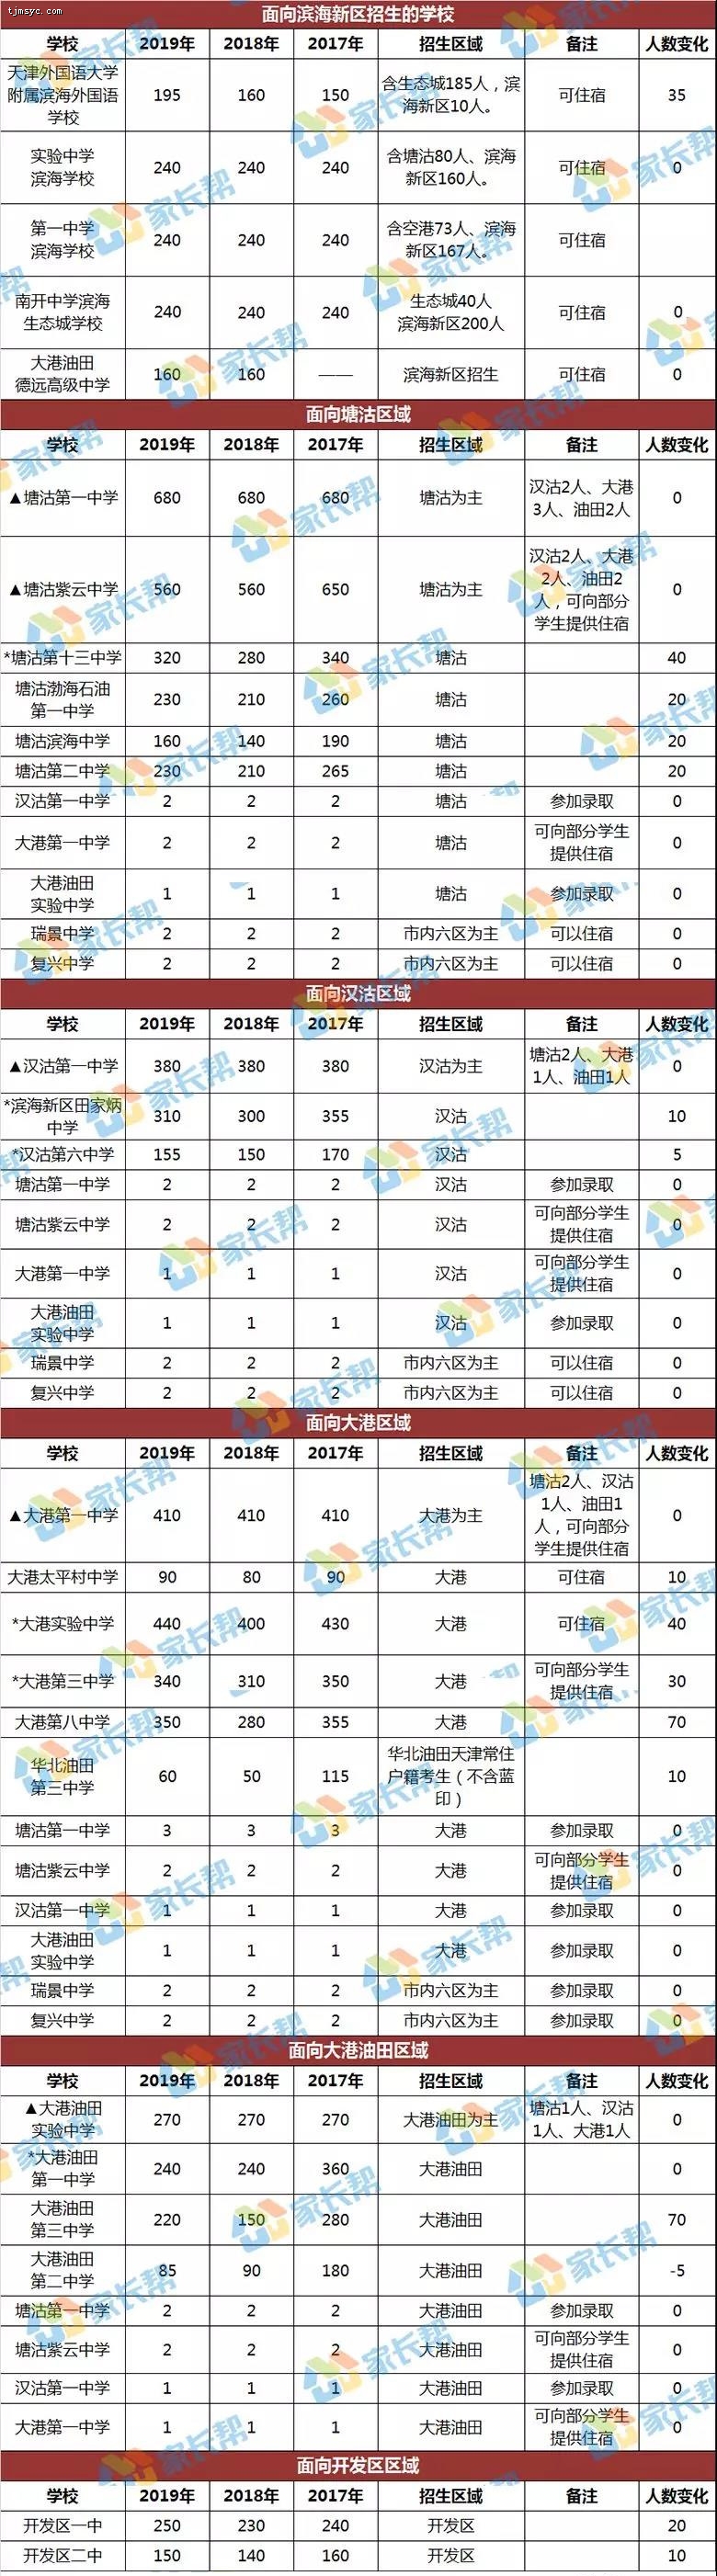 tjmsyc.com
面向滨海新区招生的学校
学校 2019年 2018年 2017年 招生区域 备注 人数变化
天津外国语大学
附属滨海外国语
学校 195 160 150 含生态城185人，滨
海新区10人。 可住宿 35
实验中学
滨海学校 240 240 240 含塘沽80人、滨海
新区160人。 可住宿 0
第一中学
滨海学校 240 240 240 含空港73人、滨海
新区167人。 可住宿
南开中学滨海
生态城学校 240 240 240 生态城40人
滨海新区200人 可住宿 0
大港油田
德远高级中学 160 160 —— 滨海新区招生 可住宿 0
面向塘沽区域
学校 2019年 2018年 2017年 招生区域 备注 人数变化
▲塘沽第一中学 680 680 680 塘沽为主 汉沽2人、大港
3人、油田2人 0
▲塘沽紫云中学 560 560 650 塘沽为主 汉沽2人、大港
2人、油田2
人，可向部分
学生提供住宿 0
*塘沽第十三中学 320 280 340 塘沽 40
塘沽渤海石油
第一中学 230 210 260 塘沽 20
塘沽滨海中学 160 140 190 塘沽 20
塘沽第二中学 230 210 265 塘沽 20
汉沽第一中学 2 2 2 塘沽 参加录取 0
大港第一中学 2 2 2 塘沽 可向部分学生
提供住宿 0
大港油田
实验中学 1 1 1 塘沽 参加录取 0
瑞景中学 2 2 2 市内六区为主 可以住宿 0
复兴中学 2 2 2 市内六区为主 可以住宿 0
面向汉沽区域
学校 2019年 2018年 2017年 招生区域 备注 人数变化
▲汉沽第一中学 380 380 380 汉沽为主 塘沽2人、大港
1人、油田1人 0
*滨海新区田家炳
中学 310 300 355 汉沽 10
*汉沽第六中学 155 150 170 汉沽 5
塘沽第一中学 2 2 2 汉沽 参加录取 0
塘沽紫云中学 2 2 2 汉沽 可向部分学生
提供住宿 0
大港第一中学 1 1 1 汉沽 可向部分学生
提供住宿 0
大港油田
实验中学 1 1 1 汉沽 参加录取 0
瑞景中学 2 2 2 市内六区为主 可以住宿 0
复兴中学 2 2 2 市内六区为主 可以住宿 0
面向大港区域
学校 2019年 2018年 2017年 招生区域 备注 人数变化
▲大港第一中学 410 410 410 大港为主 塘沽2人、汉沽
1人、油田1
人，可向部分
学生提供住宿 0
大港太平村中学 90 80 90 大港 可住宿 10
*大港实验中学 440 400 430 大港 可住宿 40
*大港第三中学 340 310 350 大港 可向部分学生
提供住宿 30
大港第八中学 350 280 355 大港 70
华北油田
第三中学 60 50 115 华北油田天津常住
户籍考生（不含蓝
印） 10
塘沽第一中学 3 3 3 大港 参加录取 0
塘沽紫云中学 2 2 2 大港 可向部分学生
提供住宿 0
汉沽第一中学 1 1 1 大港 参加录取 0
大港油田
实验中学 1 1 1 大港 参加录取 0
瑞景中学 2 2 2 市内六区为主 参加录取 0
复兴中学 2 2 2 市内六区为主 参加录取 0
面向大港油田区域
学校 2019年 2018年 2017年 招生区域 备注 人数变化
▲大港油田
实验中学 270 270 270 大港油田为主 塘沽1人、汉沽
1人、大港1人 0
*大港油田
第一中学 240 240 360 大港油田 0
大港油田
第三中学 220 150 280 大港油田 70
大港油田
第二中学 85 90 180 大港油田 -5
塘沽第一中学 2 2 2 大港油田 参加录取 0
塘沽紫云中学 2 2 2 大港油田 可向部分学生
提供住宿 0
汉沽第一中学 1 1 1 大港油田 参加录取 0
大港第一中学 1 1 1 大港油田 可向部分学生
提供住宿 0
面向开发区区域
学校 2019年 2018年 2017年 招生区域 备注 人数变化
开发区一中 250 230 240 开发区 20
开发区二中 150 140 160 开发区 10
家长帮